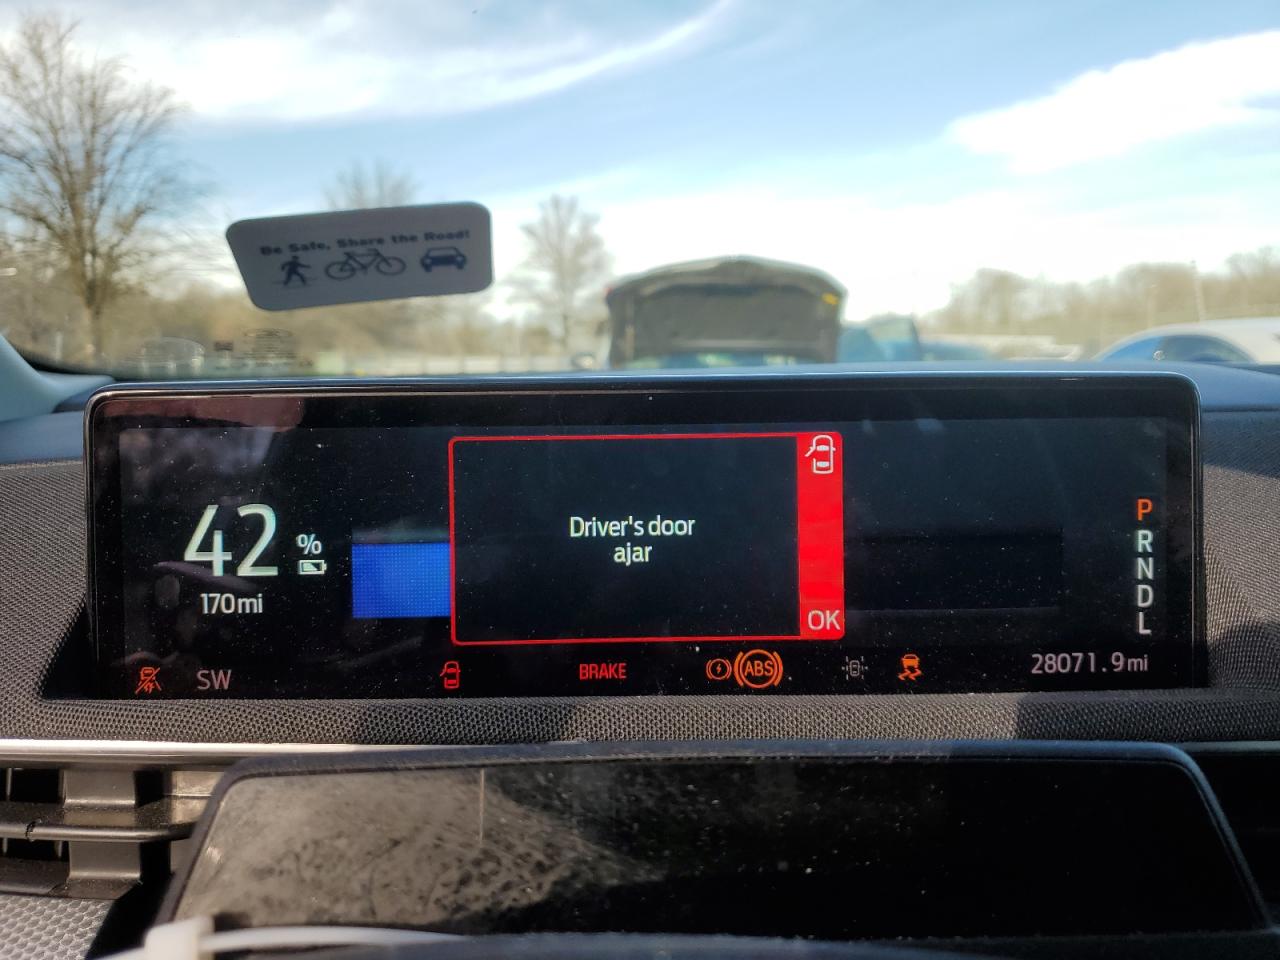 Be Safe, Share the Road!
42 %
170mi
Driver's door
ajar
OK
P
R
N
D
L
SW
BRAKE
ABS
28071.9mi